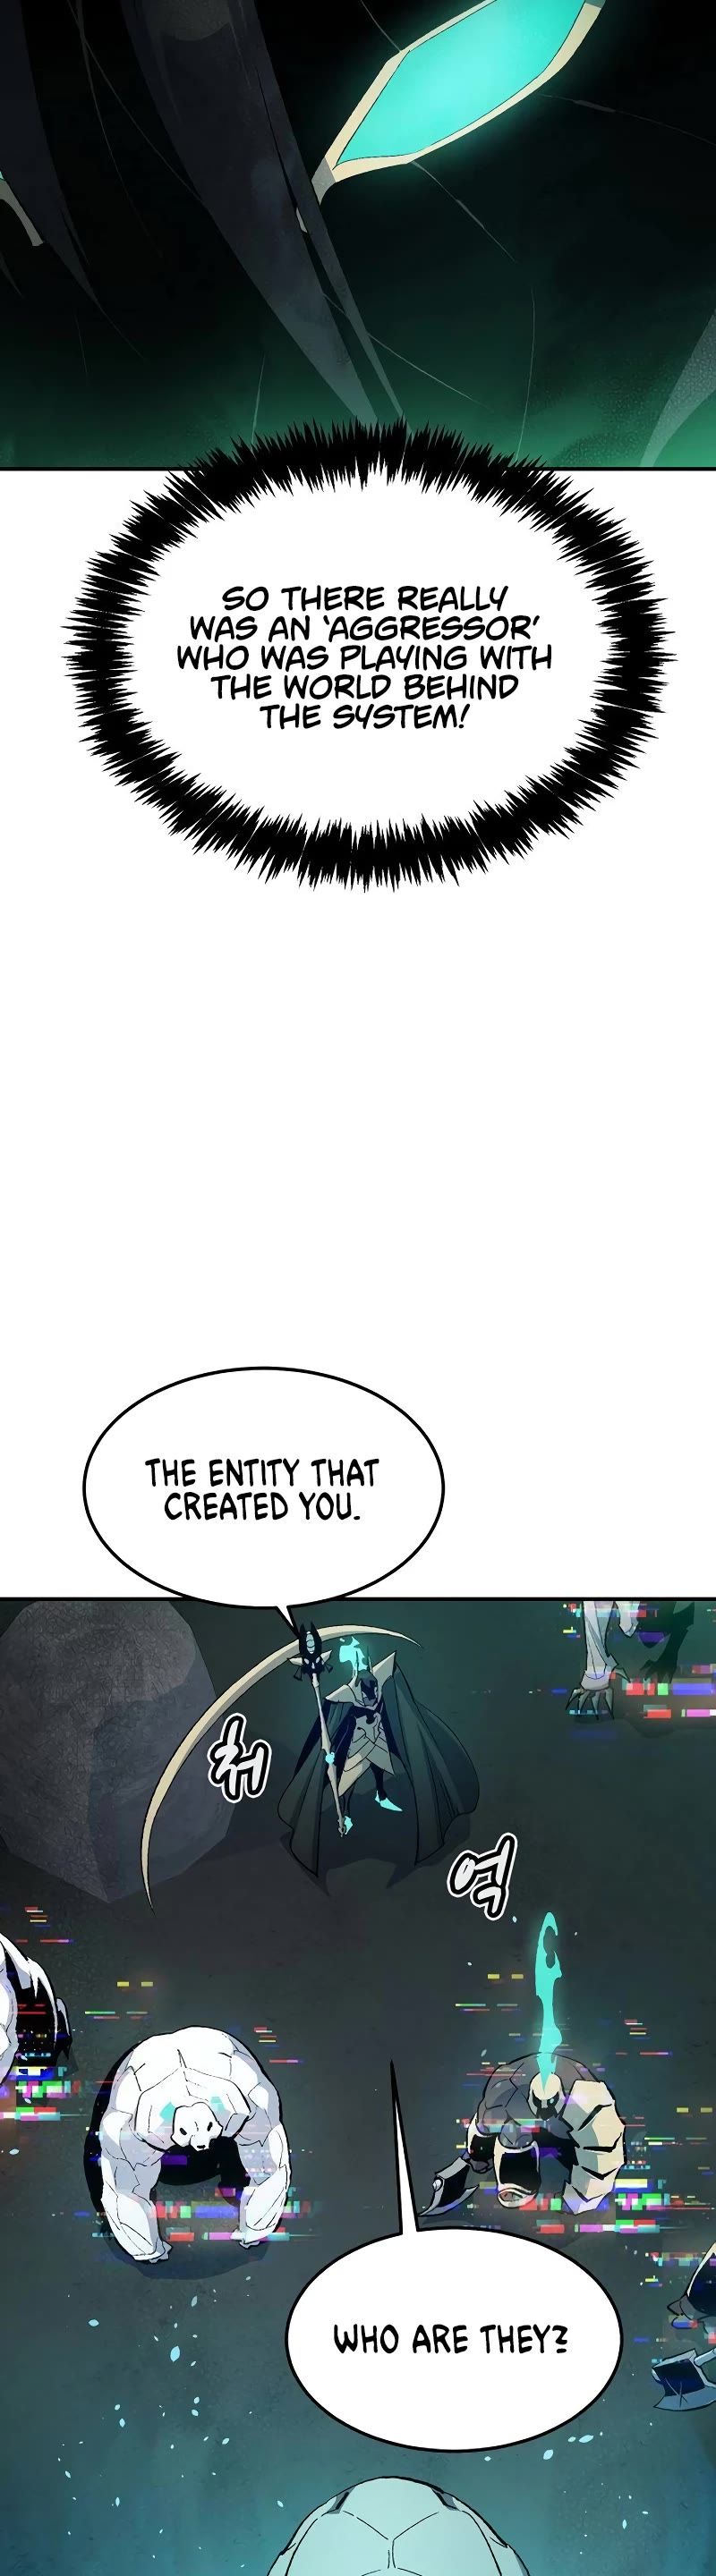 SO THERE REALLY
WAS AN 'AGGRESSOR'
WHO WAS PLAYING WITH
THE WORLD BEHIND
THE SYSTEM!
THE ENTITY THAT
CREATED YOU.
처
억
WHO ARE THEY?